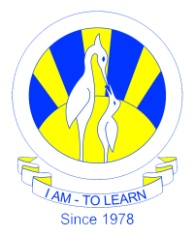 I AM - TO LEARN
Since 1978